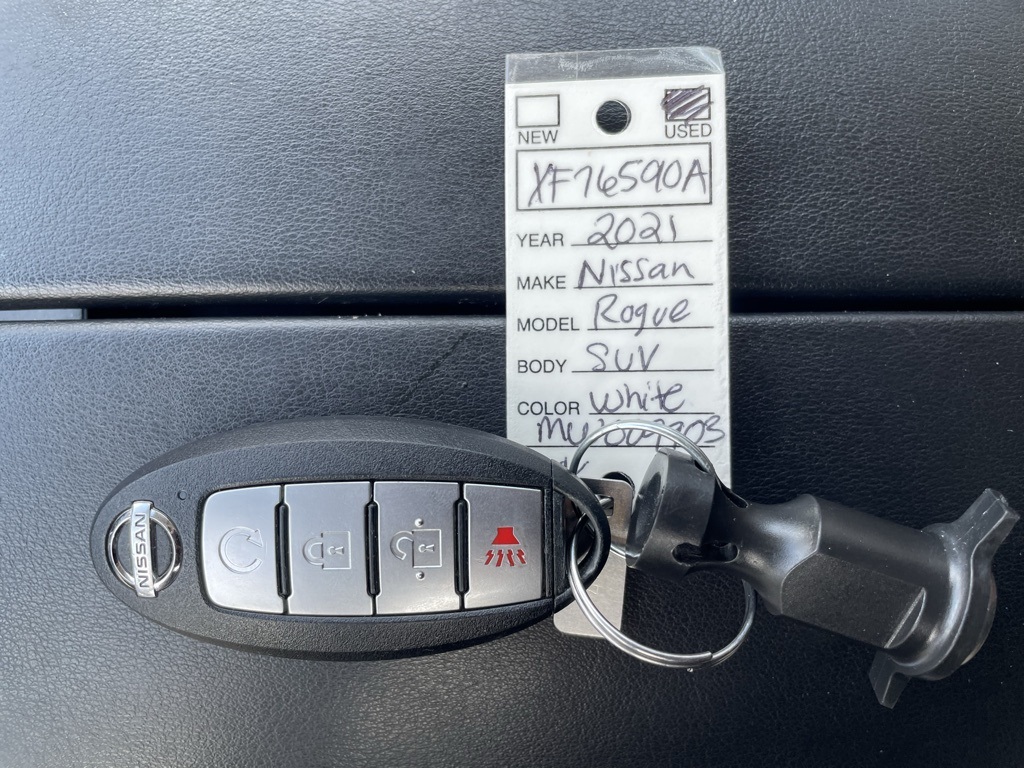 NEW USED
XF76590A
YEAR 2021
MAKE Nissan
MODEL Rogue
BODY SUV
COLOR White
NISSAN